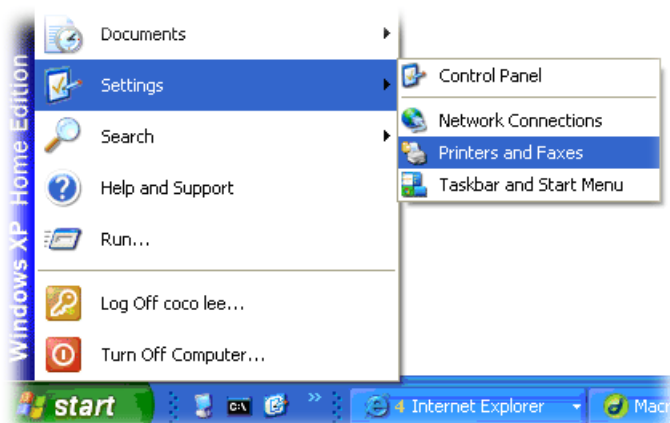 Windows XP Home Edition
Documents
Settings
Search
Help and Support
Run...
Log Off coco lee...
Turn Off Computer...
Control Panel
Network Connections
Printers and Faxes
Taskbar and Start Menu
start
C:\
4 Internet Explorer
Macr